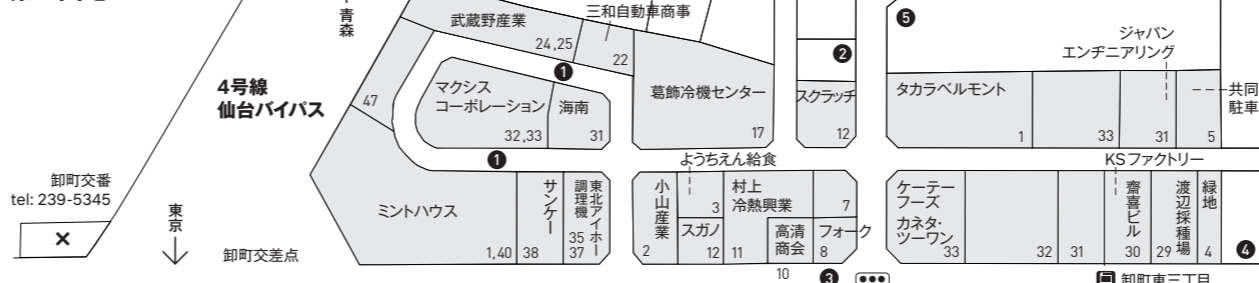 青森
武蔵野産業
24,25
三和自動車商事
22
❶
❺
❷
ジャパン
エンヂニアリング
4号線
仙台バイパス
47
マクシス
コーポレーション
32,33
海南
31
葛飾冷機センター
17
スクラッチ
12
タカラベルモント
1
33
31
5
共同
駐車
❶
ようちえん給食
KSファクトリー
卸町交番
tel: 239-5345
東京
卸町交差点
ミントハウス
1,40
サンケー
38
東北アイホー
調理機
35
37
小山産業
2
3
スガノ
12
村上
冷熱興業
11
高清
商会
10
7
フォーク
8
❸
ケーテー
フーズ
カネタ・
ツーワン
33
32
31
齋喜ビル
30
渡辺採種場
29
緑地
4
❹
卸町東三丁目